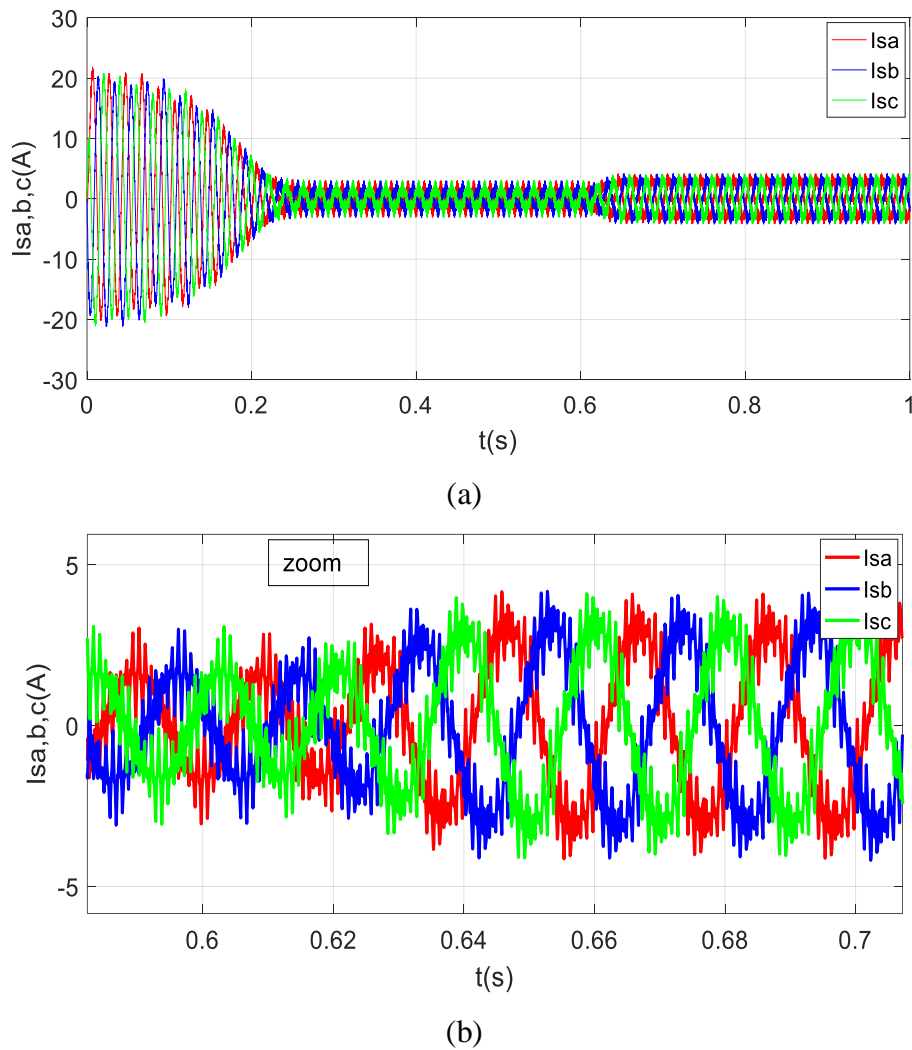 30
20
10
0
-10
-20
-30
Isa,b,c(A)
Isa
Isb
Isc
0 0.2 0.4 0.6 0.8 1
t(s)
(a)
zoom
5
0
-5
Isa,b,c(A)
Isa
Isb
Isc
0.6 0.62 0.64 0.66 0.68 0.7
t(s)
(b)